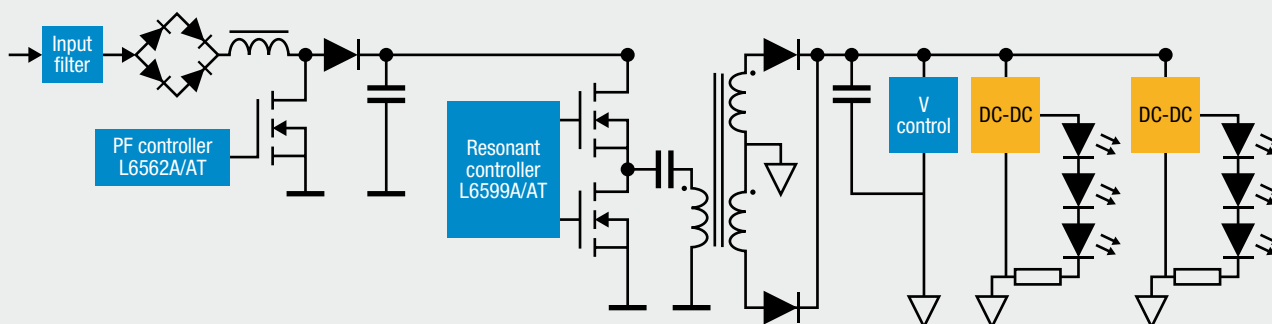 Input
filter
PF controller
L6562A/AT
Resonant
controller
L6599A/AT
V
control
DC-DC
DC-DC